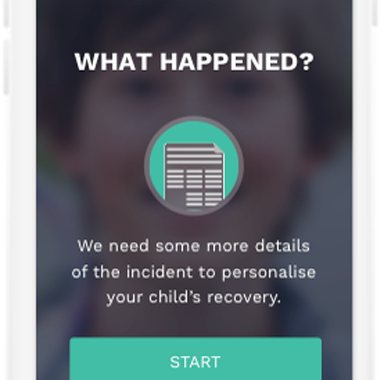 WHAT HAPPENED?
We need some more details
of the incident to personalise
your child's recovery.
START